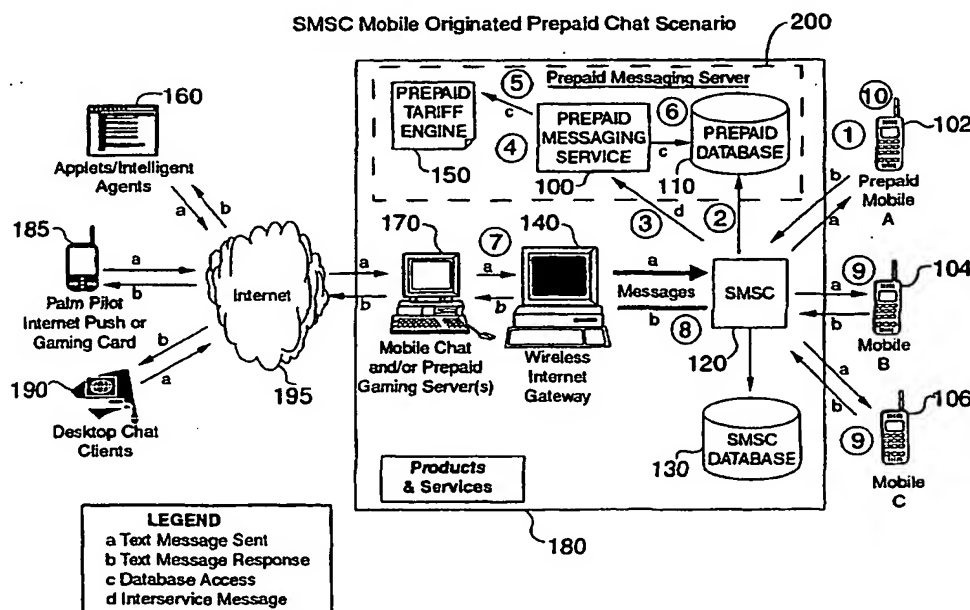 SMSC Mobile Originated Prepaid Chat Scenario
200
160
Applets/Intelligent
Agents
a
b
185
a
b
Palm Pilot
Internet Push or
Gaming Card
b
190
a
Desktop Chat
Clients
Internet
195
a
b
Prepaid Messaging Server
5
PREPAID
TARIFF
ENGINE
150
c
4
PREPAID
MESSAGING
SERVICE
100
6
c
PREPAID
DATABASE
110
3
d
2
170
7
a
b
Mobile Chat
and/or Prepaid
Gaming Server(s)
140
Wireless
Internet
Gateway
a
Messages
b
8
SMSC
120
SMSC
DATABASE
130
Products
& Services
180
10
1
102
b
a
Prepaid
Mobile
A
9
104
a
b
Mobile
B
a
b
9
106
Mobile
C
LEGEND
a Text Message Sent
b Text Message Response
c Database Access
d Interservice Message